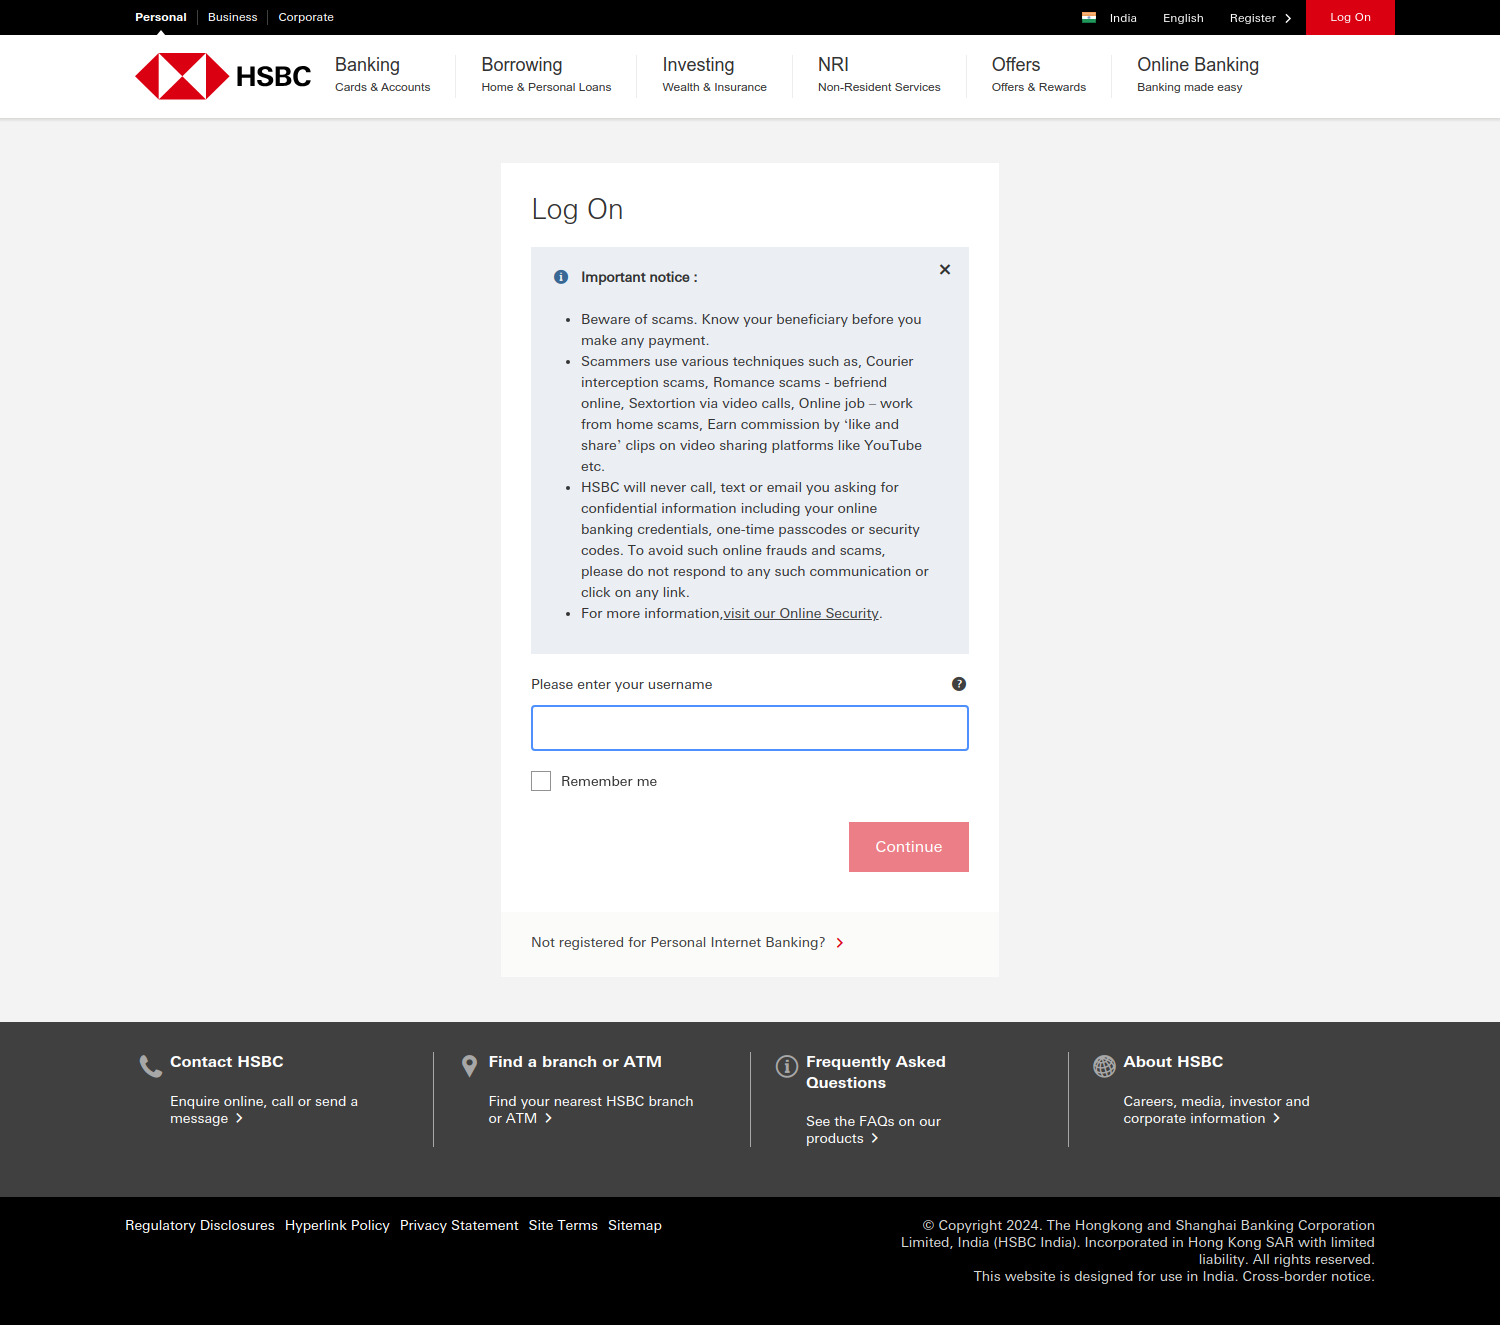 Personal Business Corporate
India English Register Log On
HSBC
Banking
Cards & Accounts
Borrowing
Home & Personal Loans
Investing
Wealth & Insurance
NRI
Non-Resident Services
Offers
Offers & Rewards
Online Banking
Banking made easy
Log On
Important notice :
Beware of scams. Know your beneficiary before you
make any payment.
Scammers use various techniques such as, Courier
interception scams, Romance scams - befriend
online, Sextortion via video calls, Online job – work
from home scams, Earn commission by ‘like and
share’ clips on video sharing platforms like YouTube
etc.
HSBC will never call, text or email you asking for
confidential information including your online
banking credentials, one-time passcodes or security
codes. To avoid such online frauds and scams,
please do not respond to any such communication or
click on any link.
For more information,visit our Online Security.
Please enter your username
Remember me
Continue
Not registered for Personal Internet Banking?
Contact HSBC
Enquire online, call or send a
message
Find a branch or ATM
Find your nearest HSBC branch
or ATM
Frequently Asked
Questions
See the FAQs on our
products
About HSBC
Careers, media, investor and
corporate information
Regulatory Disclosures Hyperlink Policy Privacy Statement Site Terms Sitemap
© Copyright 2024. The Hongkong and Shanghai Banking Corporation
Limited, India (HSBC India). Incorporated in Hong Kong SAR with limited
liability. All rights reserved.
This website is designed for use in India. Cross-border notice.